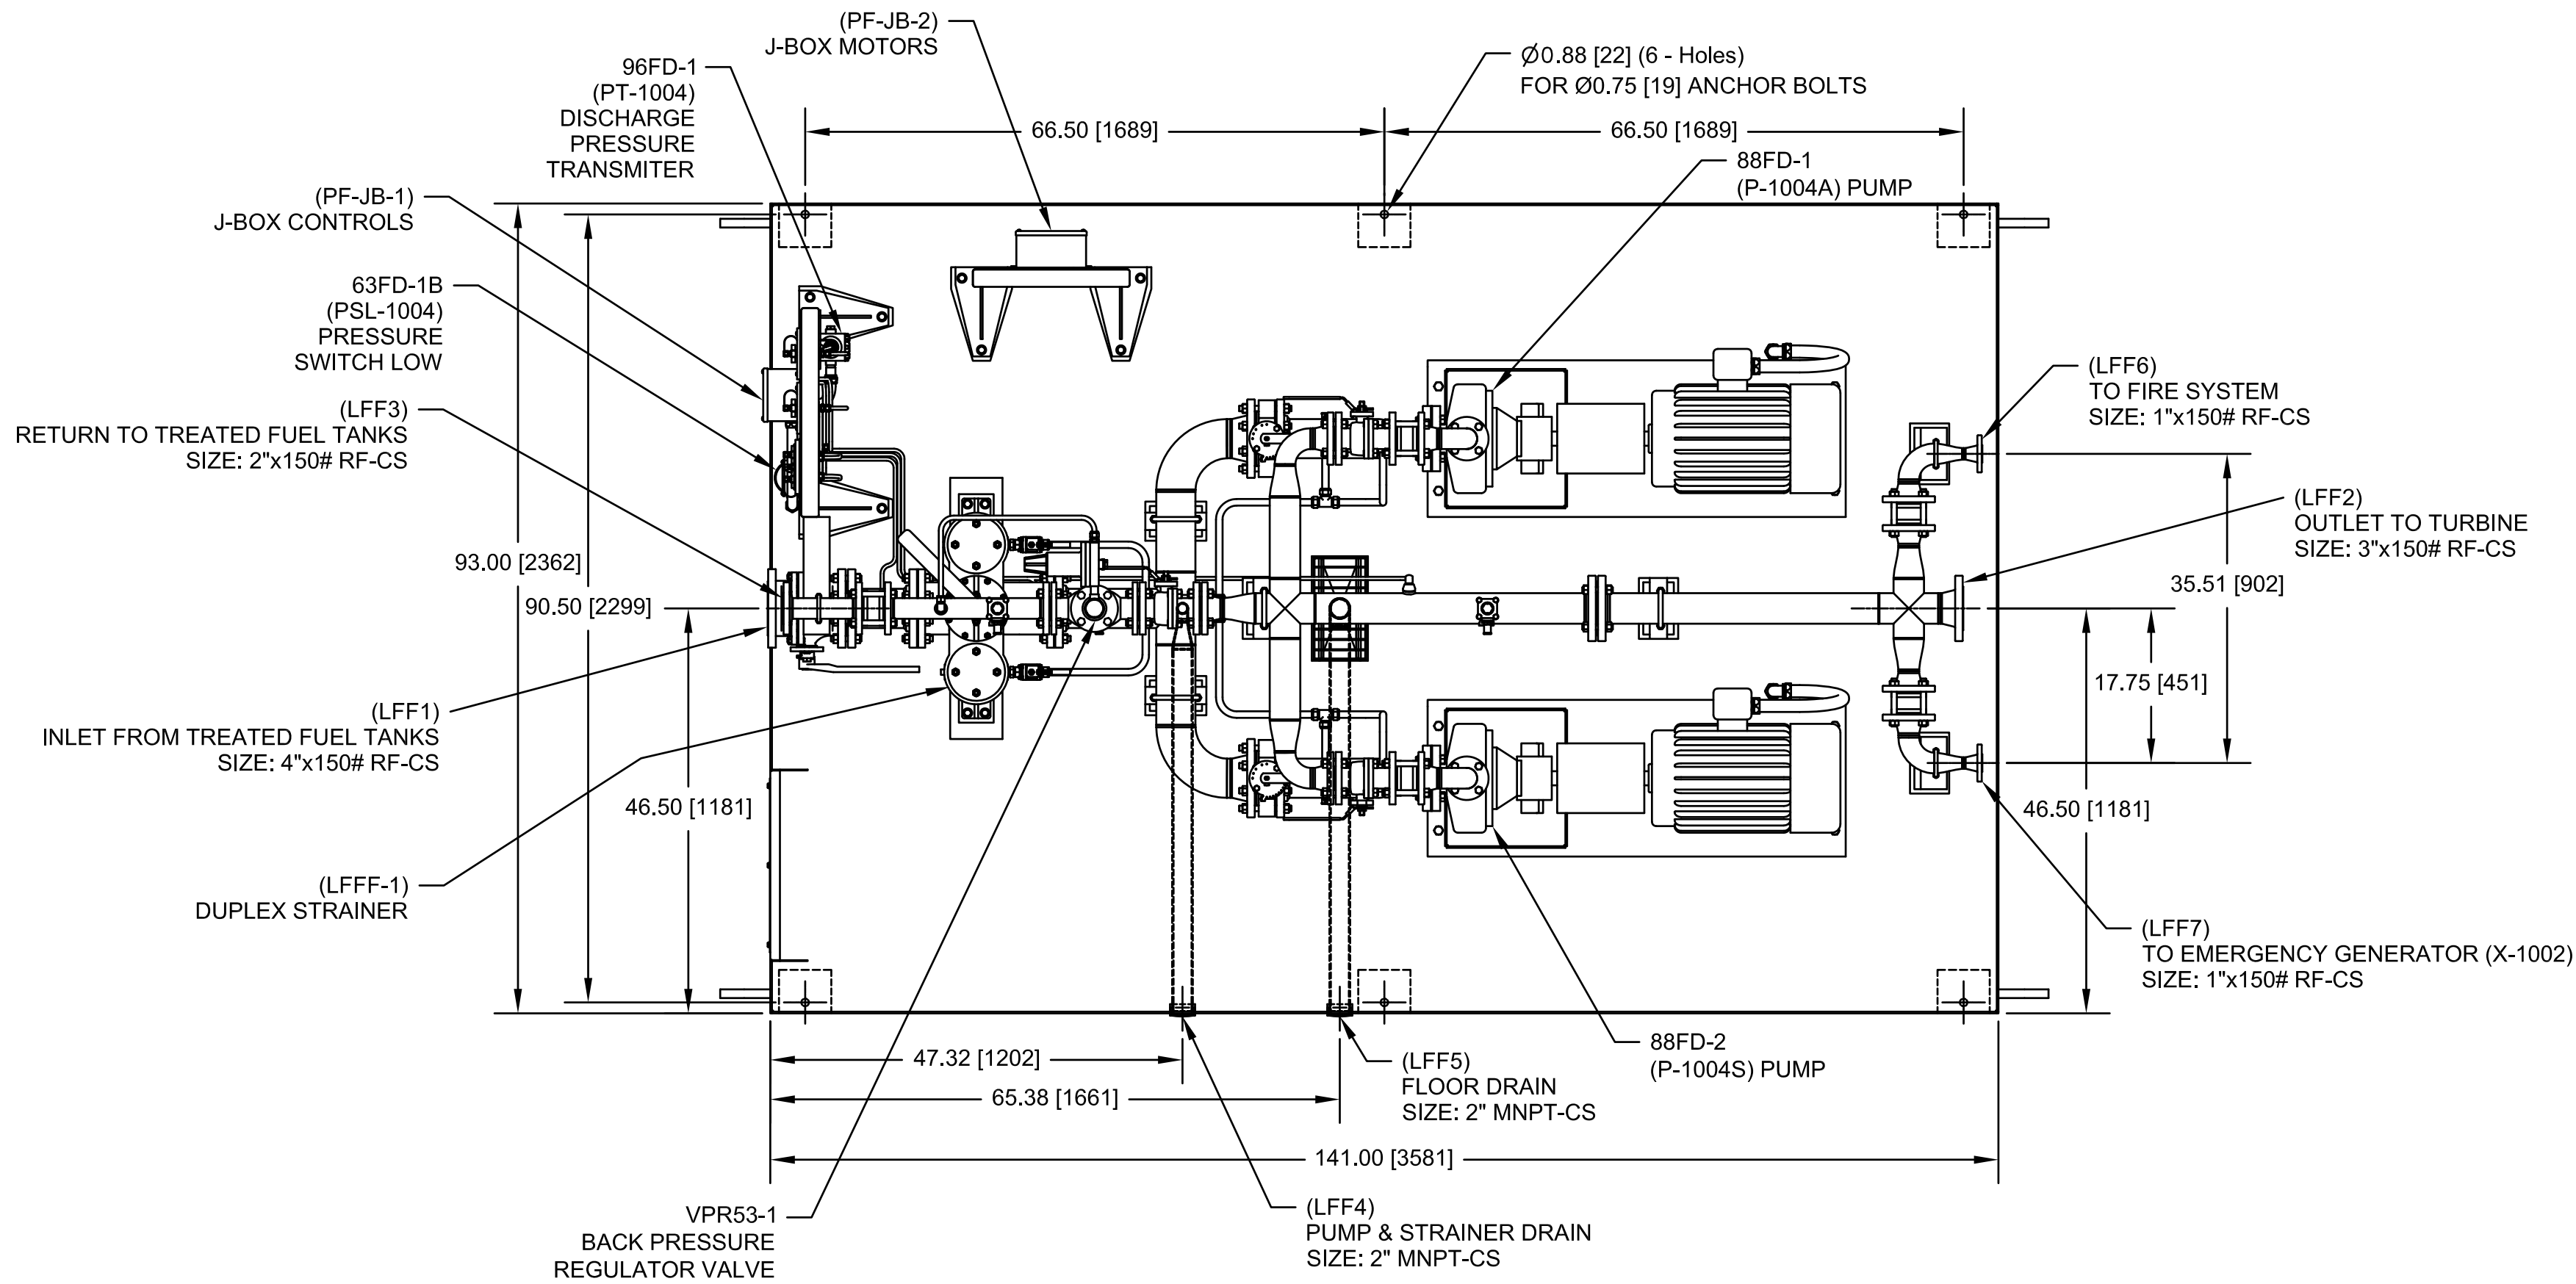 (PF-JB-2)
J-BOX MOTORS
96FD-1
(PT-1004)
DISCHARGE
PRESSURE
TRANSMITER
Ø0.88 [22] (6 - Holes)
FOR Ø0.75 [19] ANCHOR BOLTS
66.50 [1689]
66.50 [1689]
88FD-1
(P-1004A) PUMP
(PF-JB-1)
J-BOX CONTROLS
63FD-1B
(PSL-1004)
PRESSURE
SWITCH LOW
(LFF3)
RETURN TO TREATED FUEL TANKS
SIZE: 2"x150# RF-CS
(LFF6)
TO FIRE SYSTEM
SIZE: 1"x150# RF-CS
(LFF2)
OUTLET TO TURBINE
SIZE: 3"x150# RF-CS
93.00 [2362]
90.50 [2299]
35.51 [902]
17.75 [451]
(LFF1)
INLET FROM TREATED FUEL TANKS
SIZE: 4"x150# RF-CS
46.50 [1181]
46.50 [1181]
(LFFF-1)
DUPLEX STRAINER
(LFF7)
TO EMERGENCY GENERATOR (X-1002)
SIZE: 1"x150# RF-CS
88FD-2
(P-1004S) PUMP
47.32 [1202]
65.38 [1661]
(LFF5)
FLOOR DRAIN
SIZE: 2" MNPT-CS
141.00 [3581]
VPR53-1
BACK PRESSURE
REGULATOR VALVE
(LFF4)
PUMP & STRAINER DRAIN
SIZE: 2" MNPT-CS